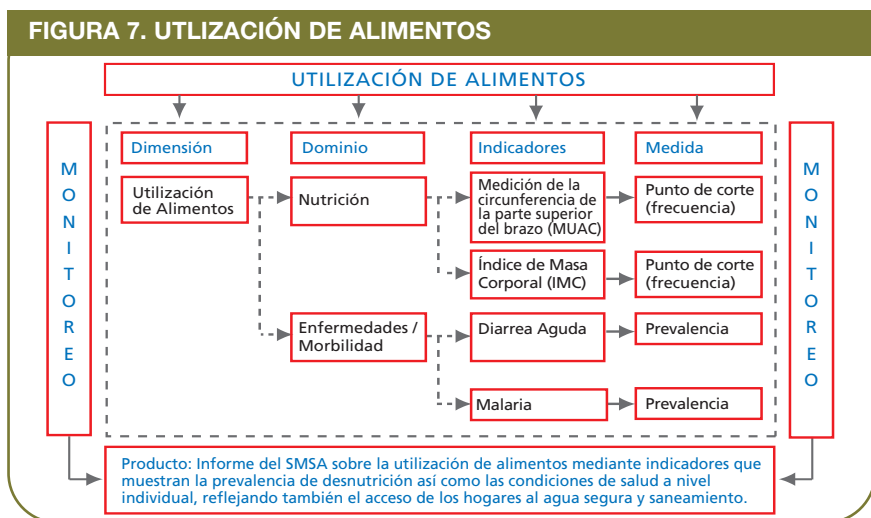 FIGURA 7. UTLIZACIÓN DE ALIMENTOS
UTILIZACIÓN DE ALIMENTOS
MONITOREO
Dimensión
Dominio
Indicadores
Medida
Utilización
de Alimentos
Nutrición
Medición de la
circunferencia de
la parte superior
del brazo (MUAC)
Punto de corte
(frecuencia)
Índice de Masa
Corporal (IMC)
Punto de corte
(frecuencia)
Enfermedades /
Morbilidad
Diarrea Aguda
Prevalencia
Malaria
Prevalencia
MONITOREO
Producto: Informe del SMSA sobre la utilización de alimentos mediante indicadores que
muestran la prevalencia de desnutrición así como las condiciones de salud a nivel
individual, reflejando también el acceso de los hogares al agua segura y saneamiento.